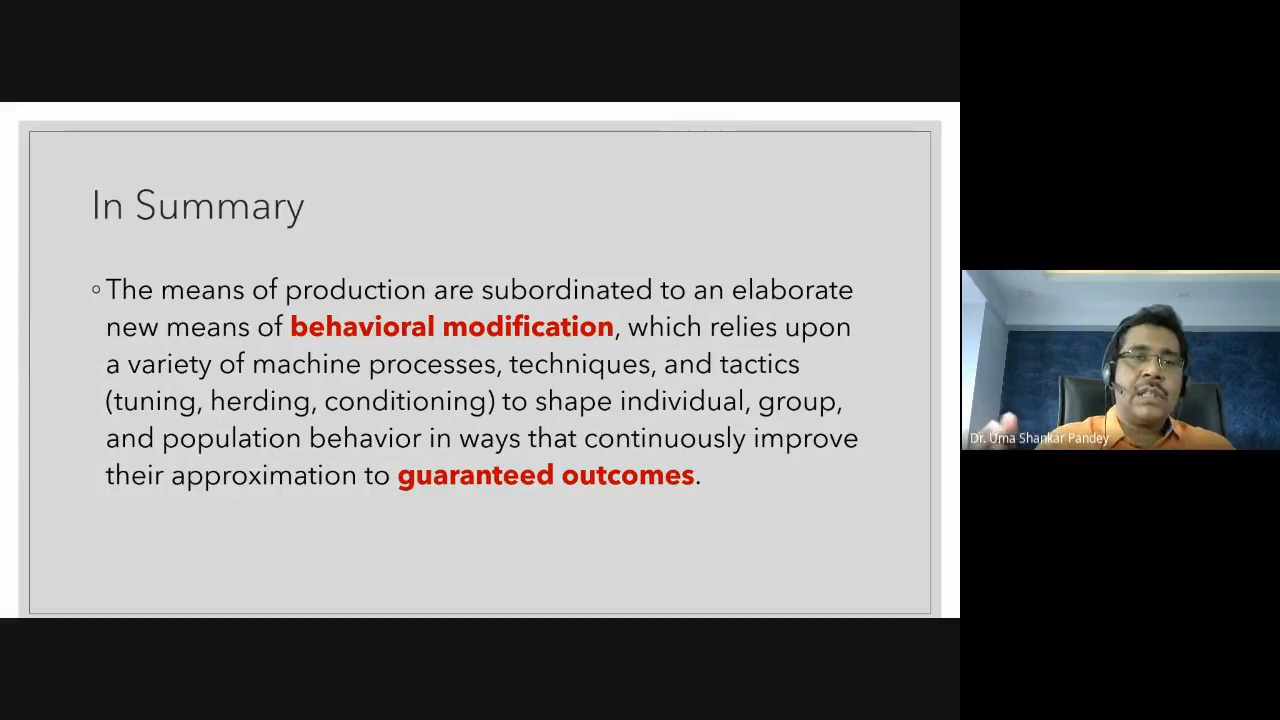 In Summary
◦The means of production are subordinated to an elaborate
new means of behavioral modification, which relies upon
a variety of machine processes, techniques, and tactics
(tuning, herding, conditioning) to shape individual, group,
and population behavior in ways that continuously improve
their approximation to guaranteed outcomes.
Dr. Uma Shankar Pandey